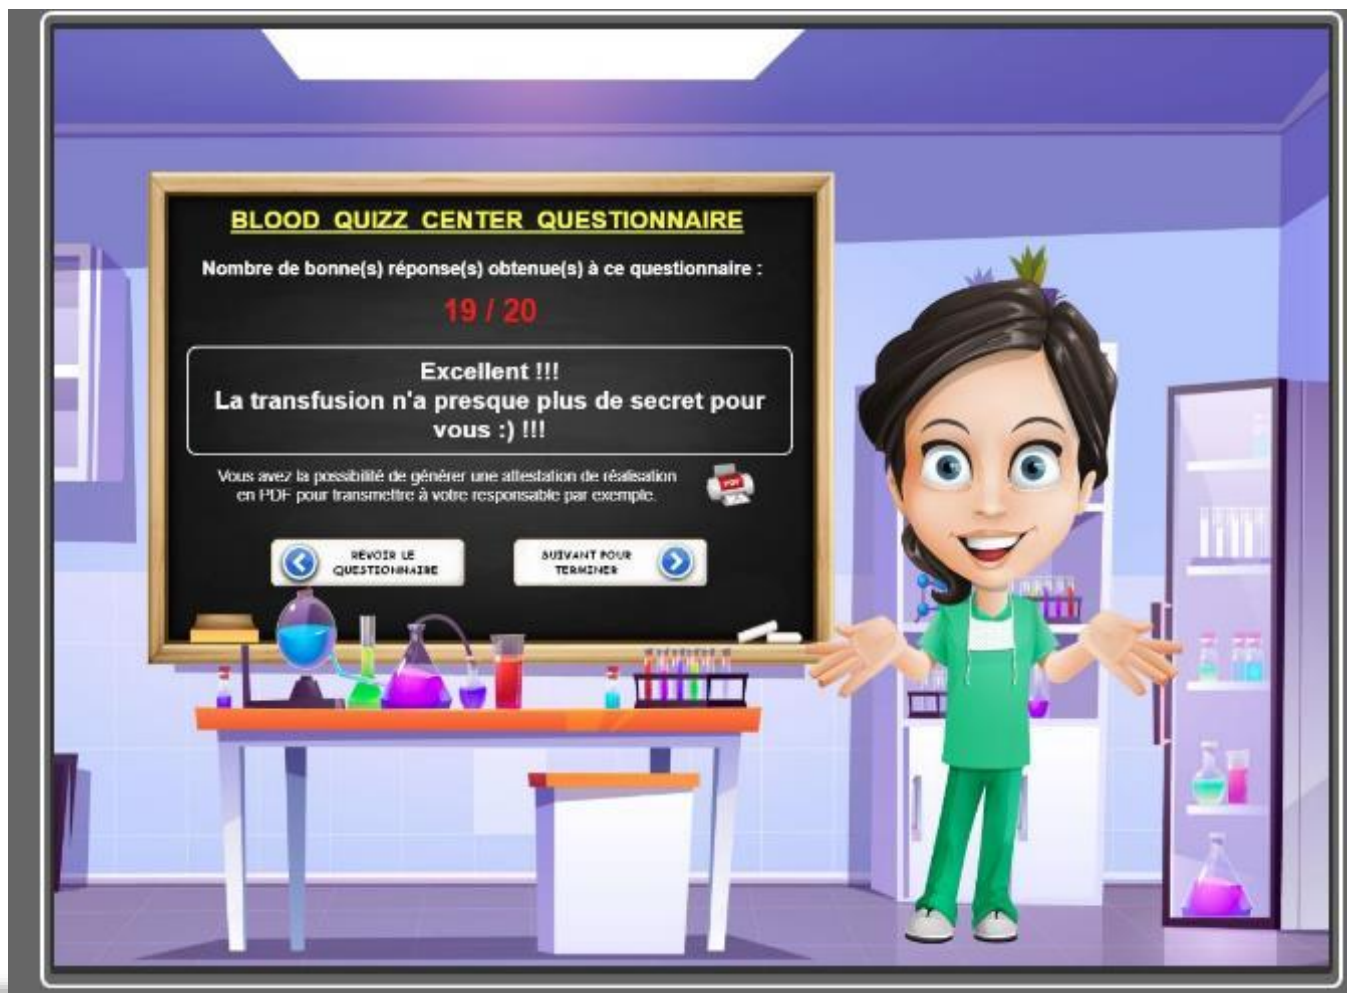 BLOOD QUIZZ CENTER QUESTIONNAIRE
Nombre de bonne(s) réponse(s) obtenue(s) à ce questionnaire :
19 / 20
Excellent !!!
La transfusion n'a presque plus de secret pour
vous :) !!!
Vous avez la possibilité de générer une attestation de réalisation
en PDF pour transmettre à votre responsable par exemple.
PDF
REVOIR LE
QUESTIONNAIRE
SUIVANT POUR
TERMINER